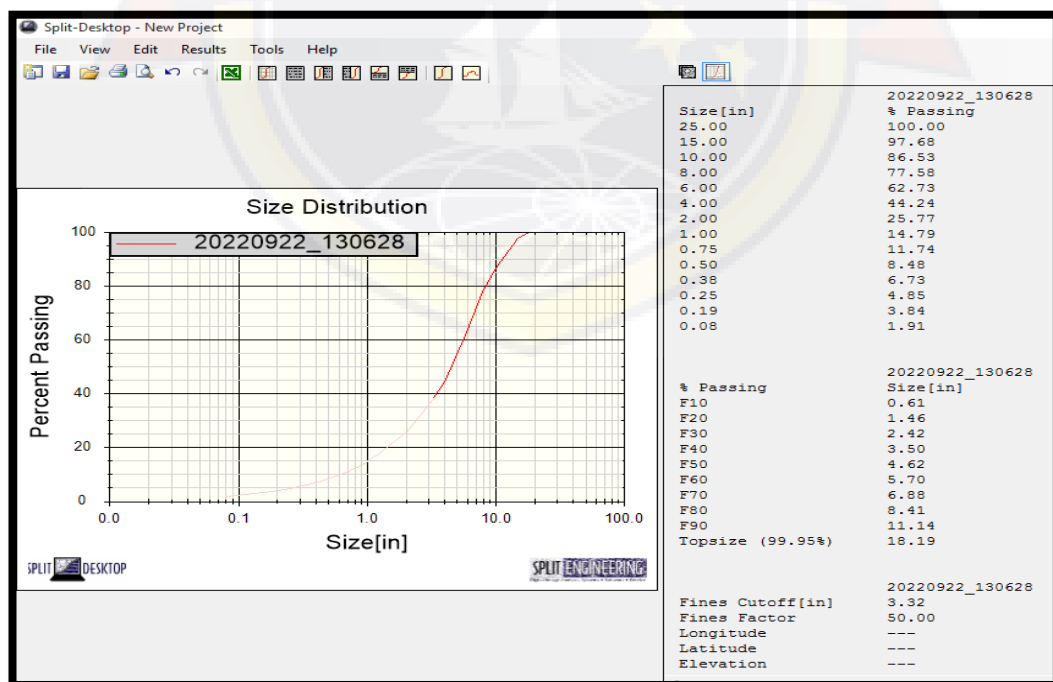 Split-Desktop - New Project
File View Edit Results Tools Help
Size Distribution
20220922_130628
Percent Passing
100
80
60
40
20
0
0.0 0.1 1.0 10.0 100.0
Size[in]
SPLIT DESKTOP
SPLIT ENGINEERING
20220922_130628
Size[in] % Passing
25.00 100.00
15.00 97.68
10.00 86.53
8.00 77.58
6.00 62.73
4.00 44.24
2.00 25.77
1.00 14.79
0.75 11.74
0.50 8.48
0.38 6.73
0.25 4.85
0.19 3.84
0.08 1.91
20220922_130628
% Passing Size[in]
F10 0.61
F20 1.46
F30 2.42
F40 3.50
F50 4.62
F60 5.70
F70 6.88
F80 8.41
F90 11.14
Topsize (99.95%) 18.19
20220922_130628
Fines Cutoff[in] 3.32
Fines Factor 50.00
Longitude ---
Latitude ---
Elevation ---